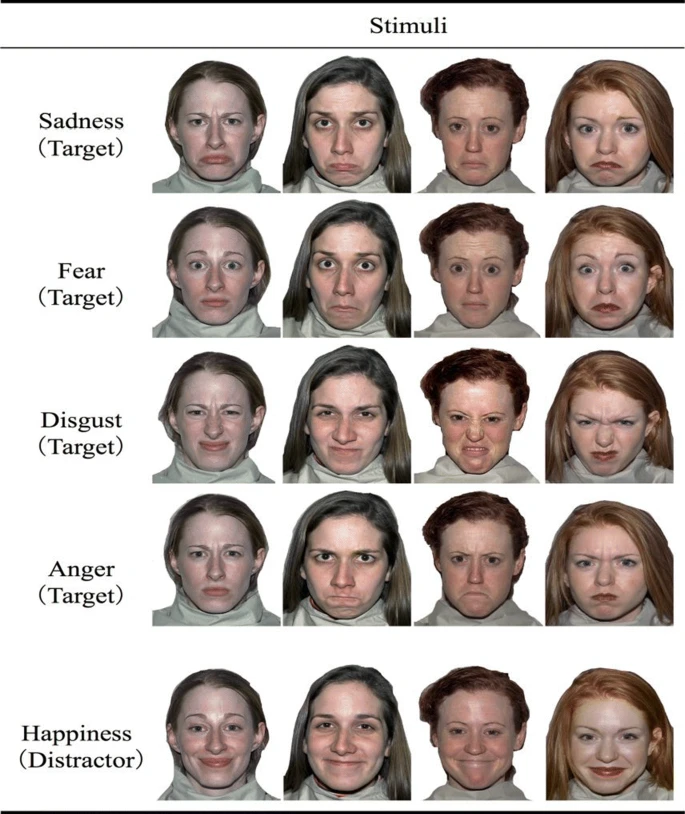 Stimuli
Sadness
(Target)
Fear
(Target)
Disgust
(Target)
Anger
(Target)
Happiness
(Distractor)